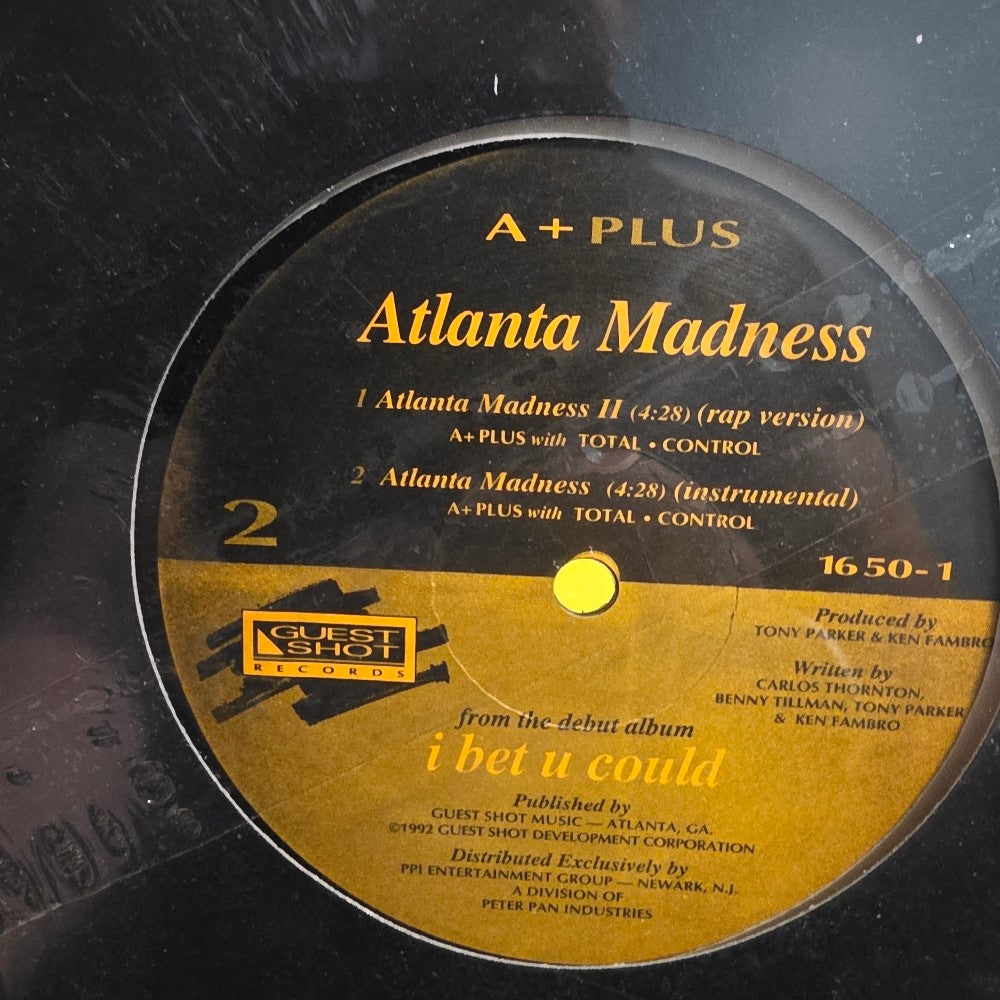 A + PLUS
Atlanta Madness
1 Atlanta Madness II (4:28) (rap version)
A+PLUS with TOTAL • CONTROL
2 Atlanta Madness (4:28) (instrumental)
A+PLUS with TOTAL • CONTROL
2
16 50-1
GUEST
SHOT
RECORDS
Produced by
TONY PARKER & KEN FAMBRO
Written by
CARLOS THORNTON,
BENNY TILLMAN, TONY PARKER
& KEN FAMBRO
from the debut album
i bet u could
Published by
GUEST SHOT MUSIC — ATLANTA, GA.
©1992 GUEST SHOT DEVELOPMENT CORPORATION
Distributed Exclusively by
PPI ENTERTAINMENT GROUP — NEWARK, N.J.
A DIVISION OF
PETER PAN INDUSTRIES